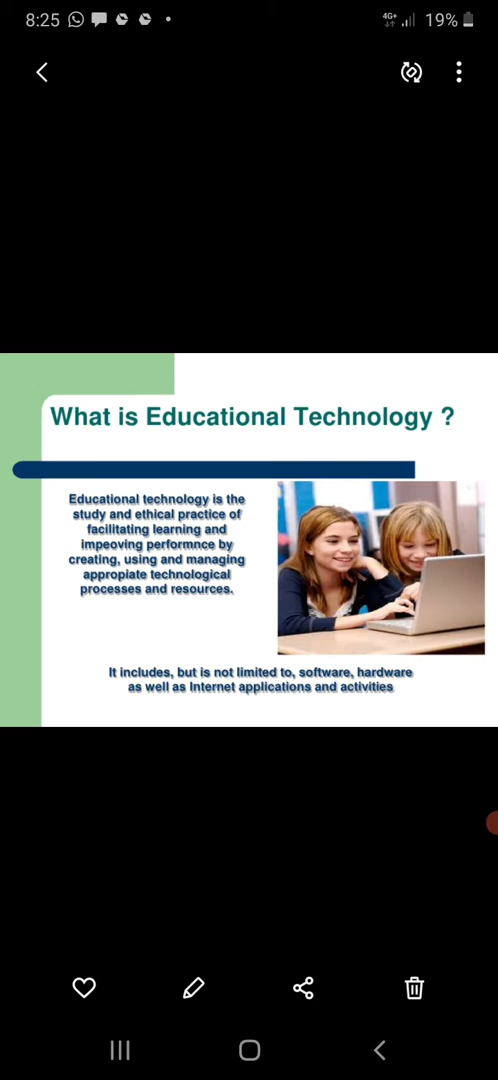 8:25
4G+
19%
What is Educational Technology ?
Educational technology is the
study and ethical practice of
facilitating learning and
impeoving performnce by
creating, using and managing
appropiate technological
processes and resources.
It includes, but is not limited to, software, hardware
as well as Internet applications and activities